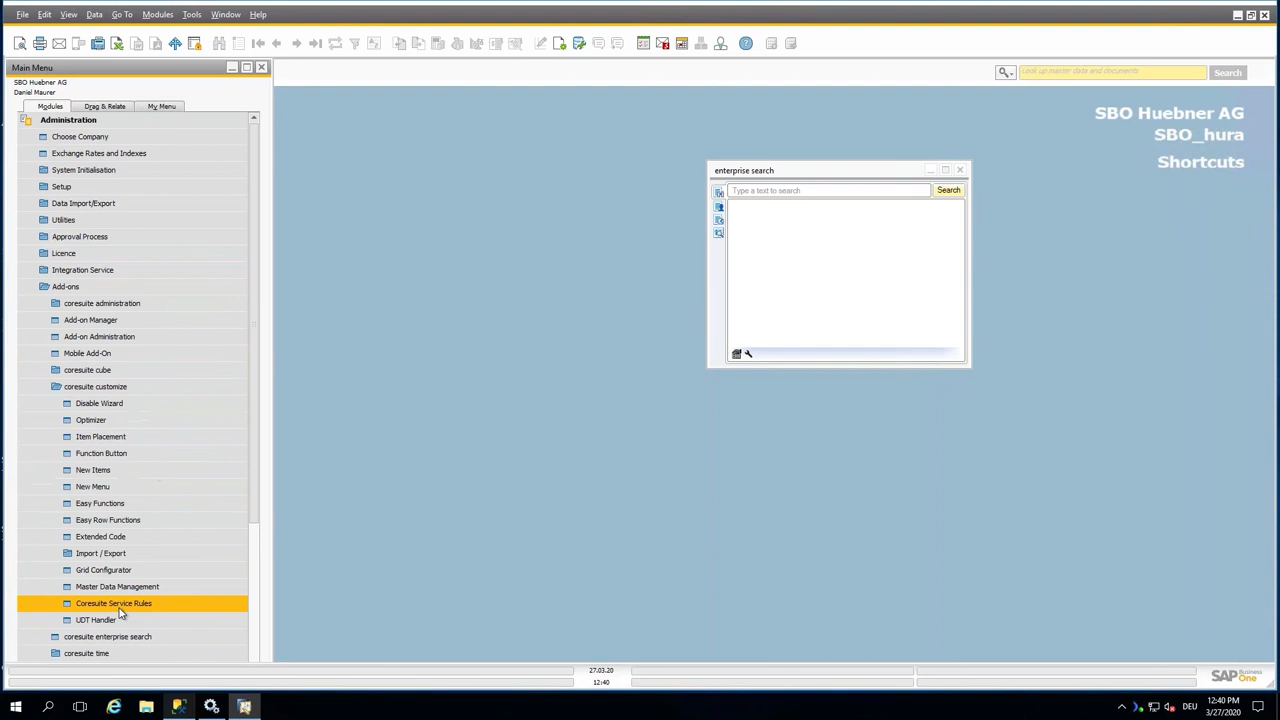 File Edit View Data Go To Modules Tools Window Help
Main Menu
SBO Huebner AG
Daniel Maurer
Modules Drag & Relate My Menu
Look up master data and documents Search
SBO Huebner AG
SBO_hura
Shortcuts
Administration
Choose Company
Exchange Rates and Indexes
System Initialisation
Setup
Data Import/Export
Utilities
Approval Process
Licence
Integration Service
Add-ons
coresuite administration
Add-on Manager
Add-on Administration
Mobile Add-On
coresuite cube
coresuite customize
Disable Wizard
Optimizer
Item Placement
Function Button
New Items
New Menu
Easy Functions
Easy Row Functions
Extended Code
Import / Export
Grid Configurator
Master Data Management
Coresuite Service Rules
UDT Handler
coresuite enterprise search
coresuite time
enterprise search
Type a text to search Search
27.03.20
12:40
SAP Business One
DEU
12:40 PM
3/27/2020